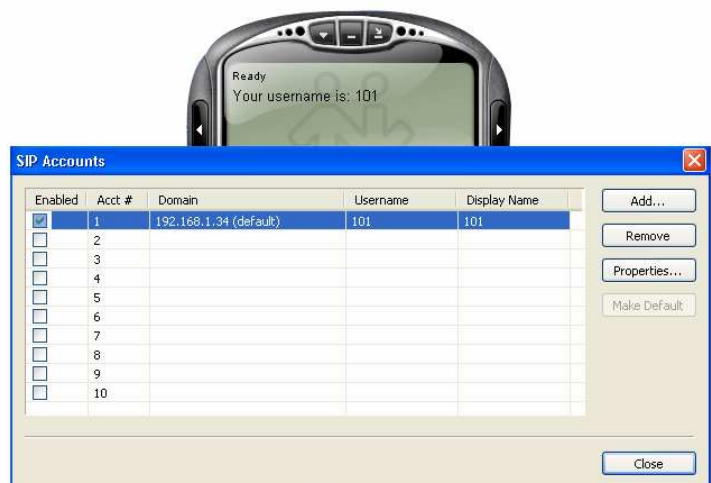 Ready
Your username is: 101
SIP Accounts
Enabled Acct # Domain Username Display Name
1 192.168.1.34 (default) 101 101
2
3
4
5
6
7
8
9
10
Add...
Remove
Properties...
Make Default
Close